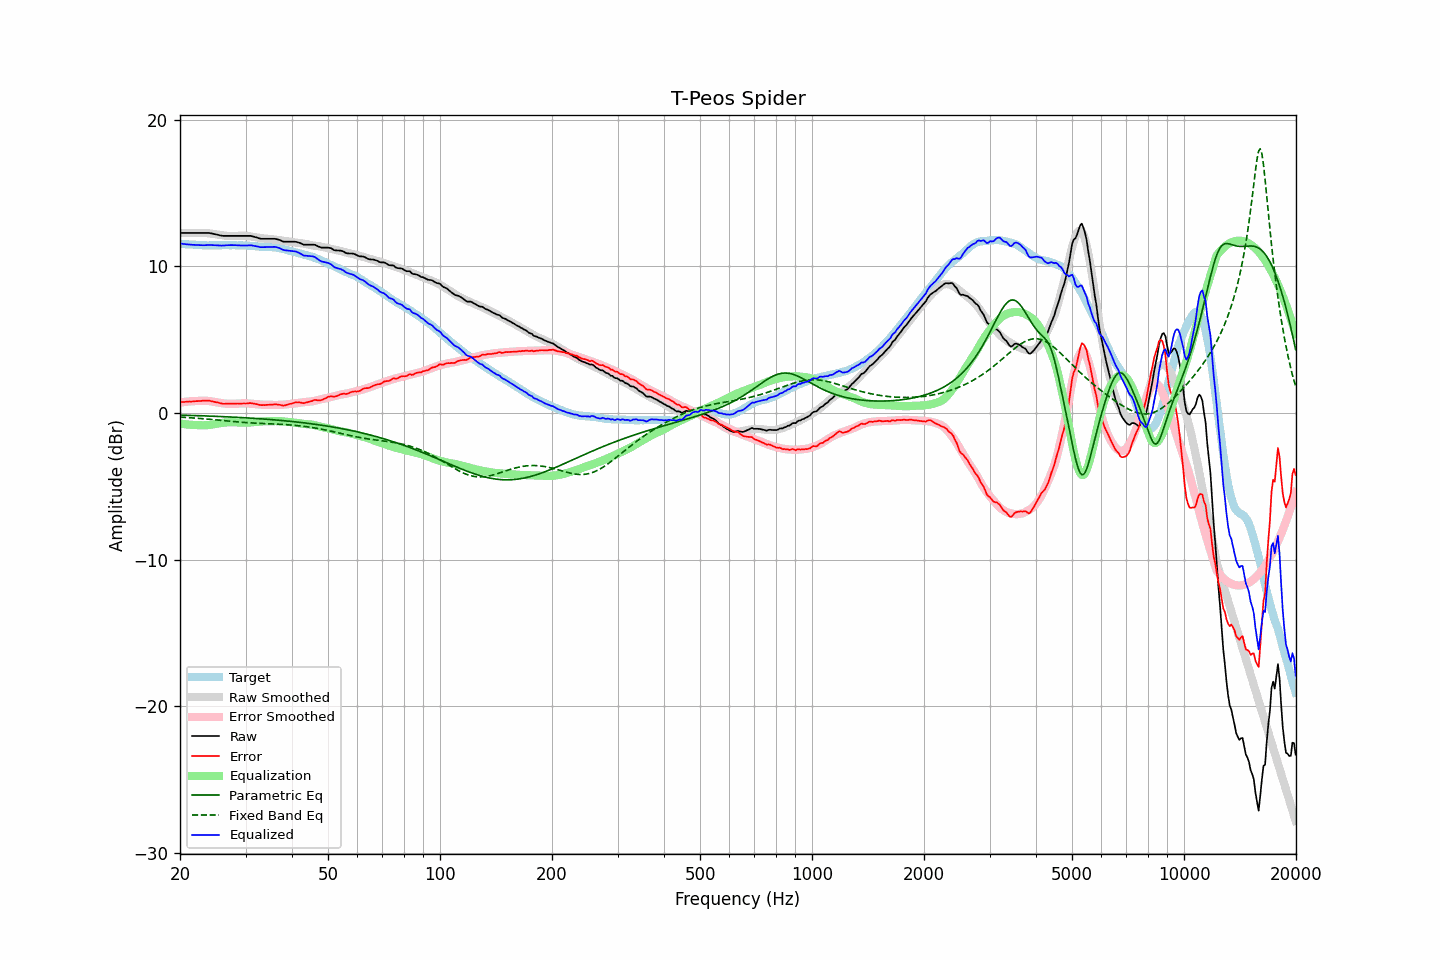 T-Peos Spider
Amplitude (dBr)
20
10
0
−10
−20
−30
Target
Raw Smoothed
Error Smoothed
Raw
Error
Equalization
Parametric Eq
Fixed Band Eq
Equalized
20 50 100 200 500 1000 2000 5000 10000 20000
Frequency (Hz)